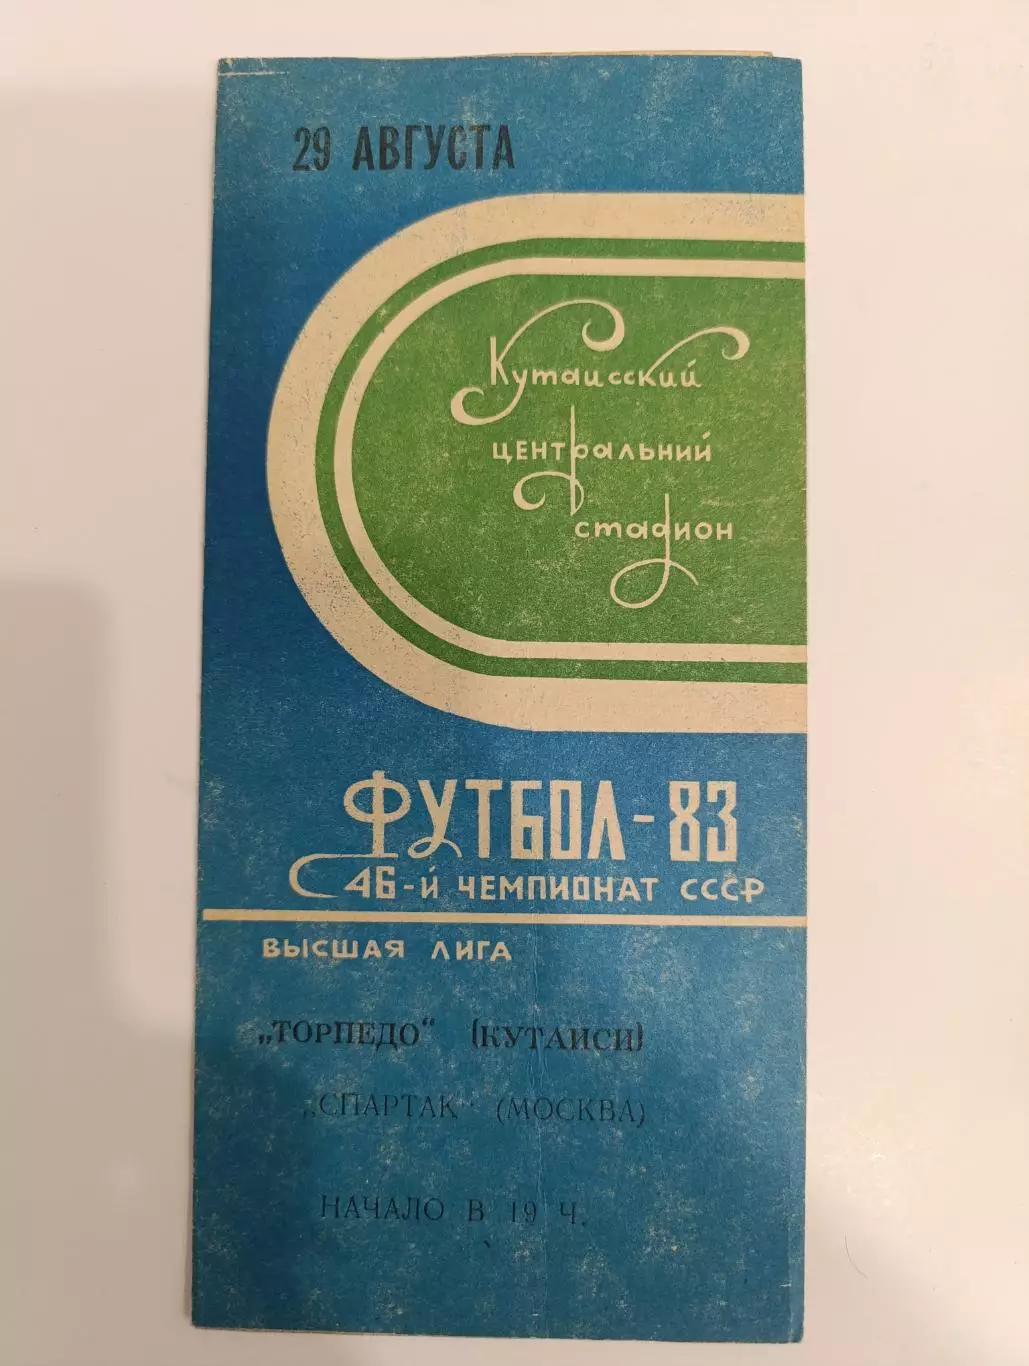 29 АВГУСТА
Кутаисский
центральний
стадион
ФУТБОЛ-83
46-й ЧЕМПИОНАТ СССР
ВЫСШАЯ ЛИГА
„ТОРПЕДО“ (КУТАИСИ)
„СПАРТАК“ (МОСКВА)
НАЧАЛО В 19 Ч.